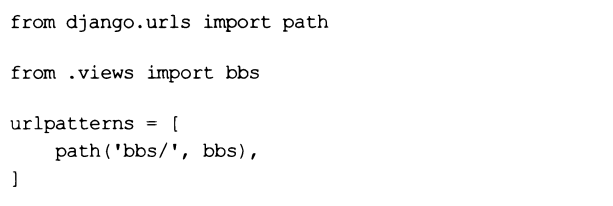 from django.urls import path
from .views import bbs
urlpatterns = [
    path('bbs/', bbs),
]